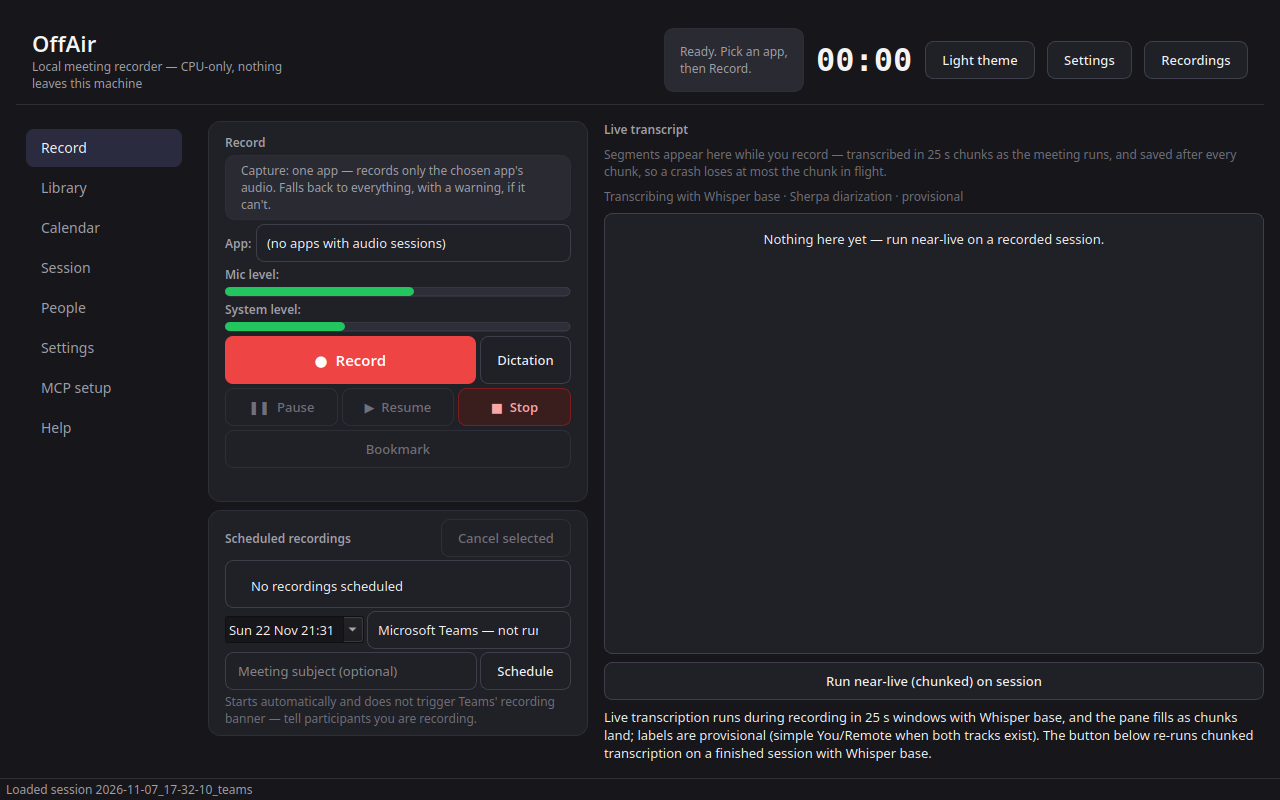 OffAir
Local meeting recorder — CPU-only, nothing
leaves this machine
Ready. Pick an app,
then Record.
00:00
Light theme
Settings
Recordings
Record
Library
Calendar
Session
People
Settings
MCP setup
Help
Record
Capture: one app — records only the chosen app's
audio. Falls back to everything, with a warning, if it
can't.
App:
(no apps with audio sessions)
Mic level:
System level:
● Record
Dictation
❚❚ Pause
▶ Resume
■ Stop
Bookmark
Scheduled recordings
Cancel selected
No recordings scheduled
Sun 22 Nov 21:31
Microsoft Teams — not
Meeting subject (optional)
Schedule
Starts automatically and does not trigger Teams' recording
banner — tell participants you are recording.
Live transcript
Segments appear here while you record — transcribed in 25 s chunks as the meeting runs, and saved after every
chunk, so a crash loses at most the chunk in flight.
Transcribing with Whisper base · Sherpa diarization · provisional
Nothing here yet — run near-live on a recorded session.
Run near-live (chunked) on session
Live transcription runs during recording in 25 s windows with Whisper base, and the pane fills as chunks
land; labels are provisional (simple You/Remote when both tracks exist). The button below re-runs chunked
transcription on a finished session with Whisper base.
Loaded session 2026-11-07_17-32-10_teams